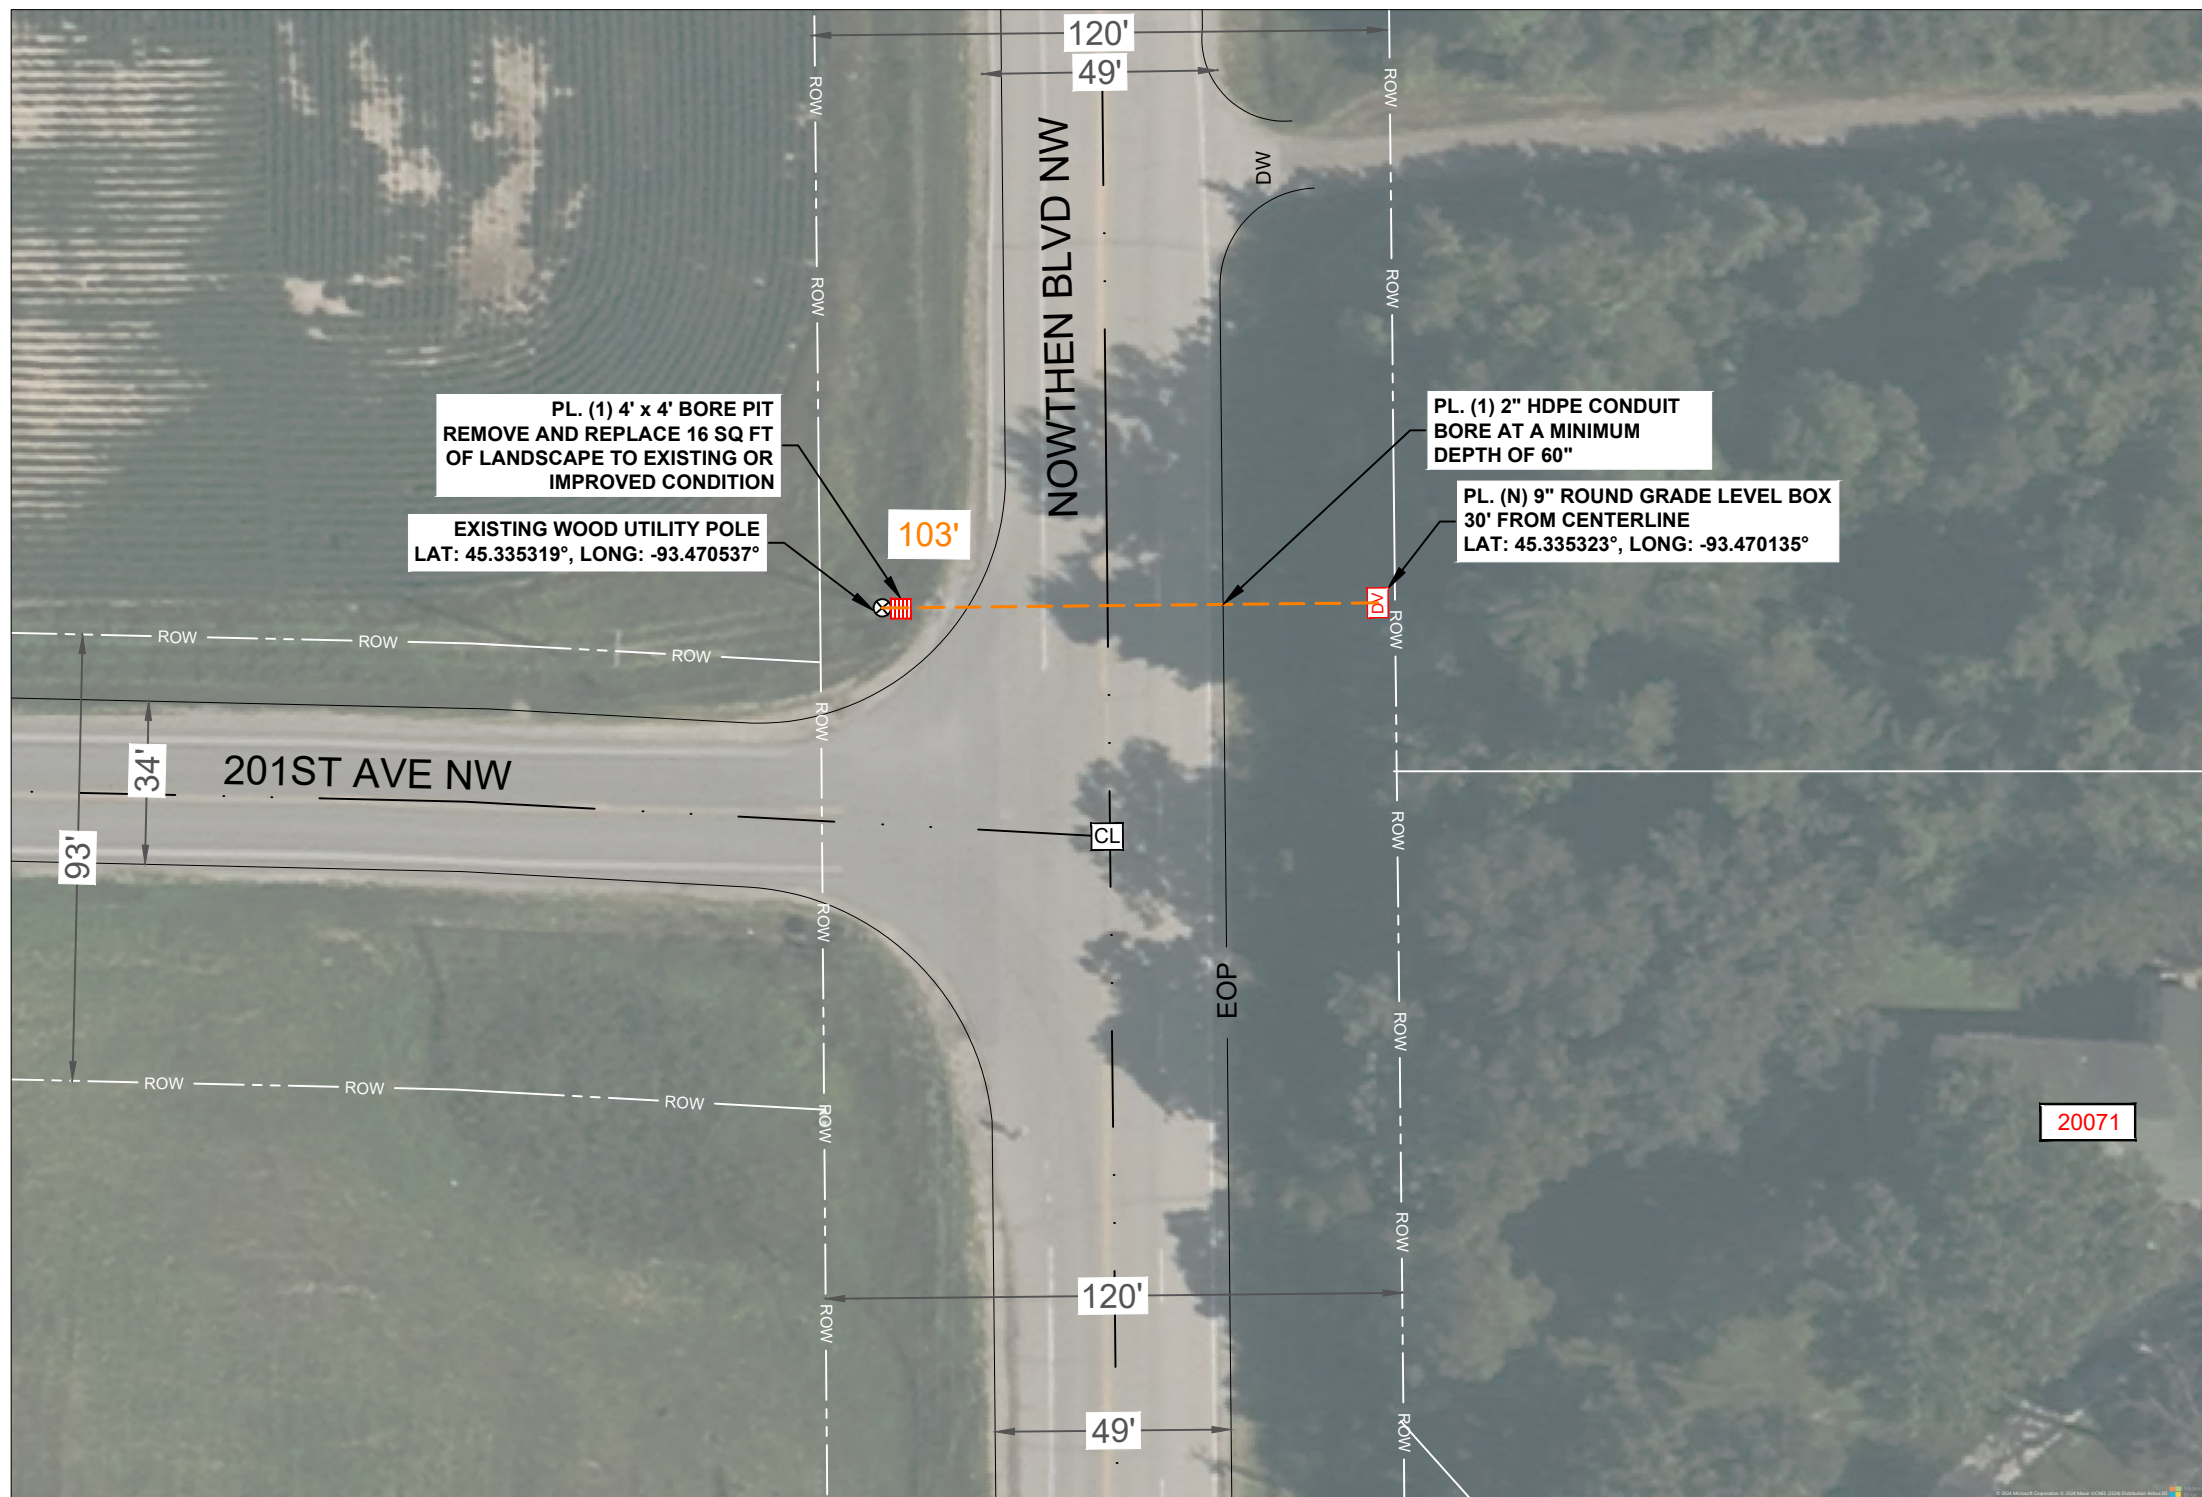 120'
49'
ROW
ROW
DW
NOWTHEN BLVD NW
ROW
ROW
PL. (1) 4' x 4' BORE PIT
REMOVE AND REPLACE 16 SQ FT
OF LANDSCAPE TO EXISTING OR
IMPROVED CONDITION
PL. (1) 2" HDPE CONDUIT
BORE AT A MINIMUM
DEPTH OF 60"
EXISTING WOOD UTILITY POLE
LAT: 45.335319°, LONG: -93.470537°
103'
PL. (N) 9" ROUND GRADE LEVEL BOX
30' FROM CENTERLINE
LAT: 45.335323°, LONG: -93.470135°
DV
ROW
ROW
ROW
ROW
ROW
34'
201ST AVE NW
93'
CL
ROW
ROW
EOP
ROW
ROW
ROW
ROW
ROW
20071
ROW
120'
ROW
49'
ROW